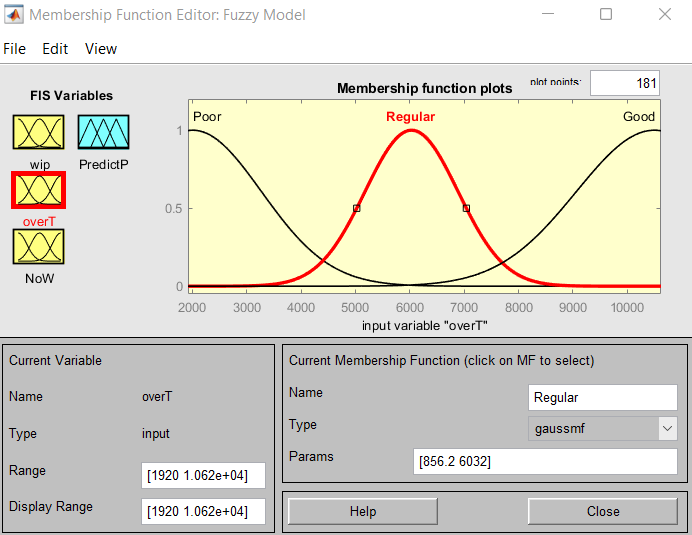 Membership Function Editor: Fuzzy Model
File Edit View
FIS Variables
wip
PredictP
overT
NoW
Membership function plots
plot points:
181
Poor
Regular
Good
1
0.5
0
2000 3000 4000 5000 6000 7000 8000 9000 10000
input variable "overT"
Current Variable
Name overT
Type input
Range [1920 1.062e+04]
Display Range [1920 1.062e+04]
Current Membership Function (click on MF to select)
Name Regular
Type gaussmf
Params [856.2 6032]
Help Close